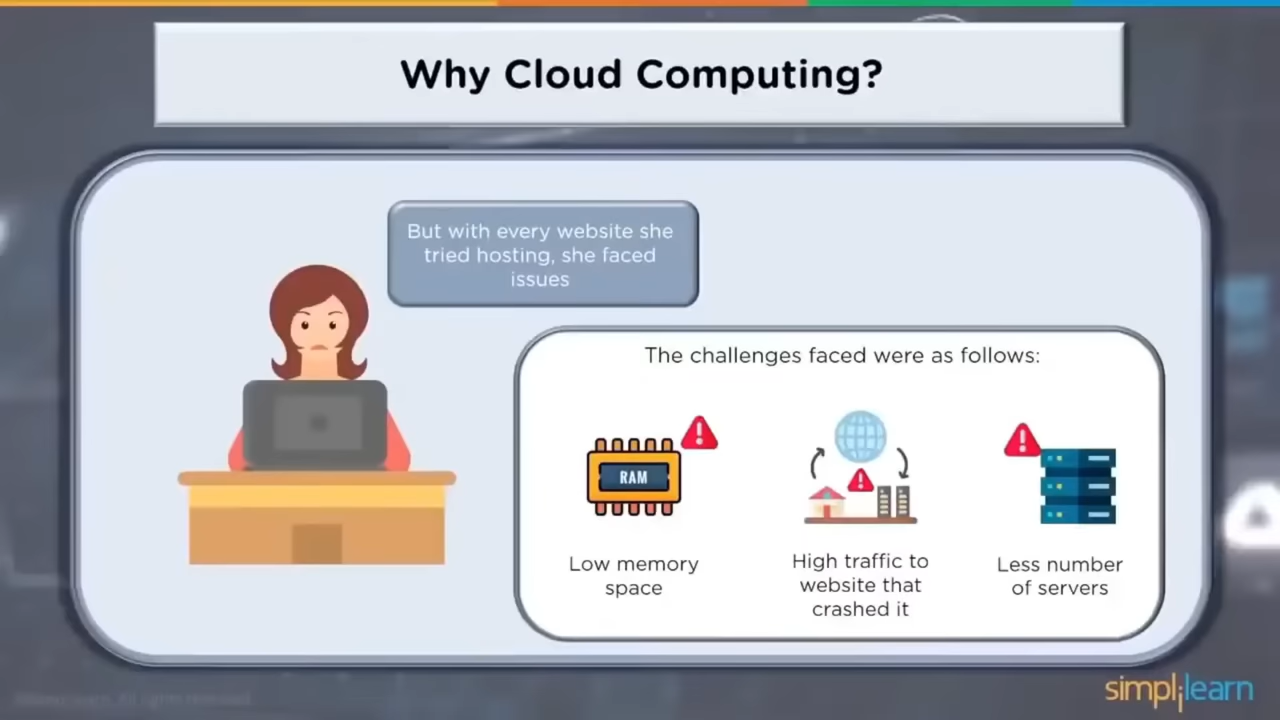 Why Cloud Computing?
But with every website she
tried hosting, she faced
issues
The challenges faced were as follows:
RAM
Low memory
space
High traffic to
website that
crashed it
Less number
of servers
simplilearn